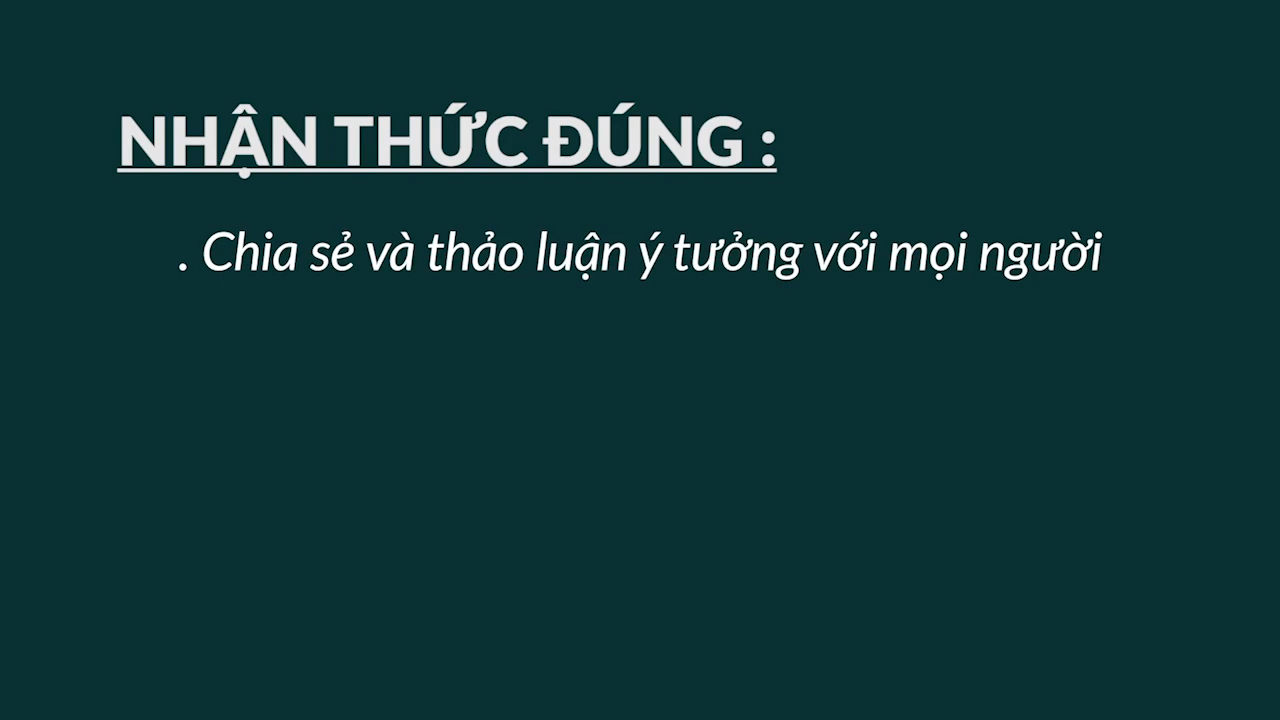 NHẬN THỨC ĐÚNG :
. Chia sẻ và thảo luận ý tưởng với mọi người